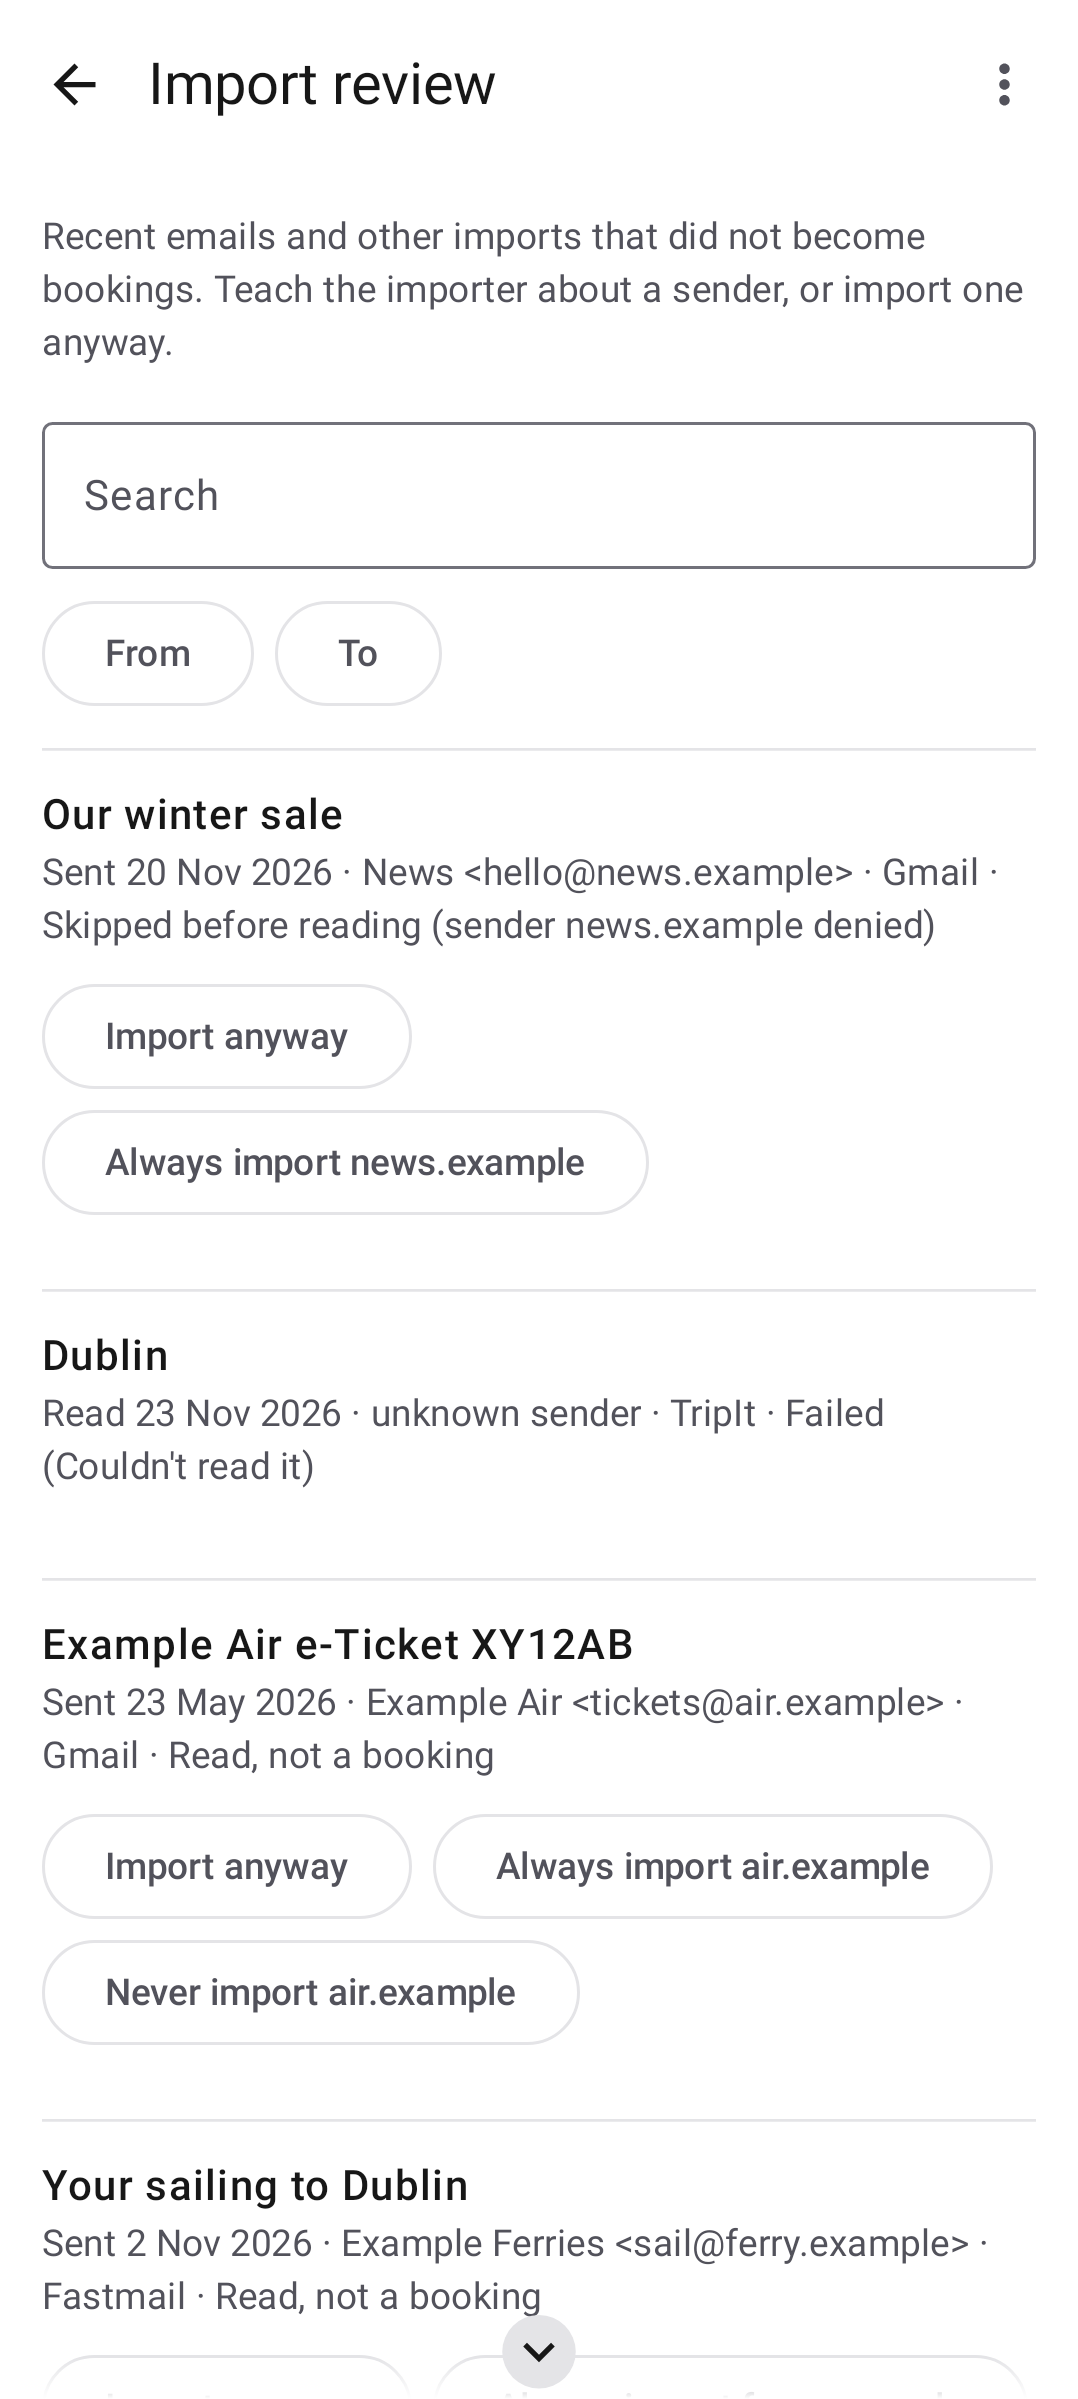 Import review
Recent emails and other imports that did not become
bookings. Teach the importer about a sender, or import one
anyway.
Search
From
To
Our winter sale
Sent 20 Nov 2026 · News <hello@news.example> · Gmail ·
Skipped before reading (sender news.example denied)
Import anyway
Always import news.example
Dublin
Read 23 Nov 2026 · unknown sender · TripIt · Failed
(Couldn't read it)
Example Air e-Ticket XY12AB
Sent 23 May 2026 · Example Air <tickets@air.example> ·
Gmail · Read, not a booking
Import anyway
Always import air.example
Never import air.example
Your sailing to Dublin
Sent 2 Nov 2026 · Example Ferries <sail@ferry.example> ·
Fastmail · Read, not a booking